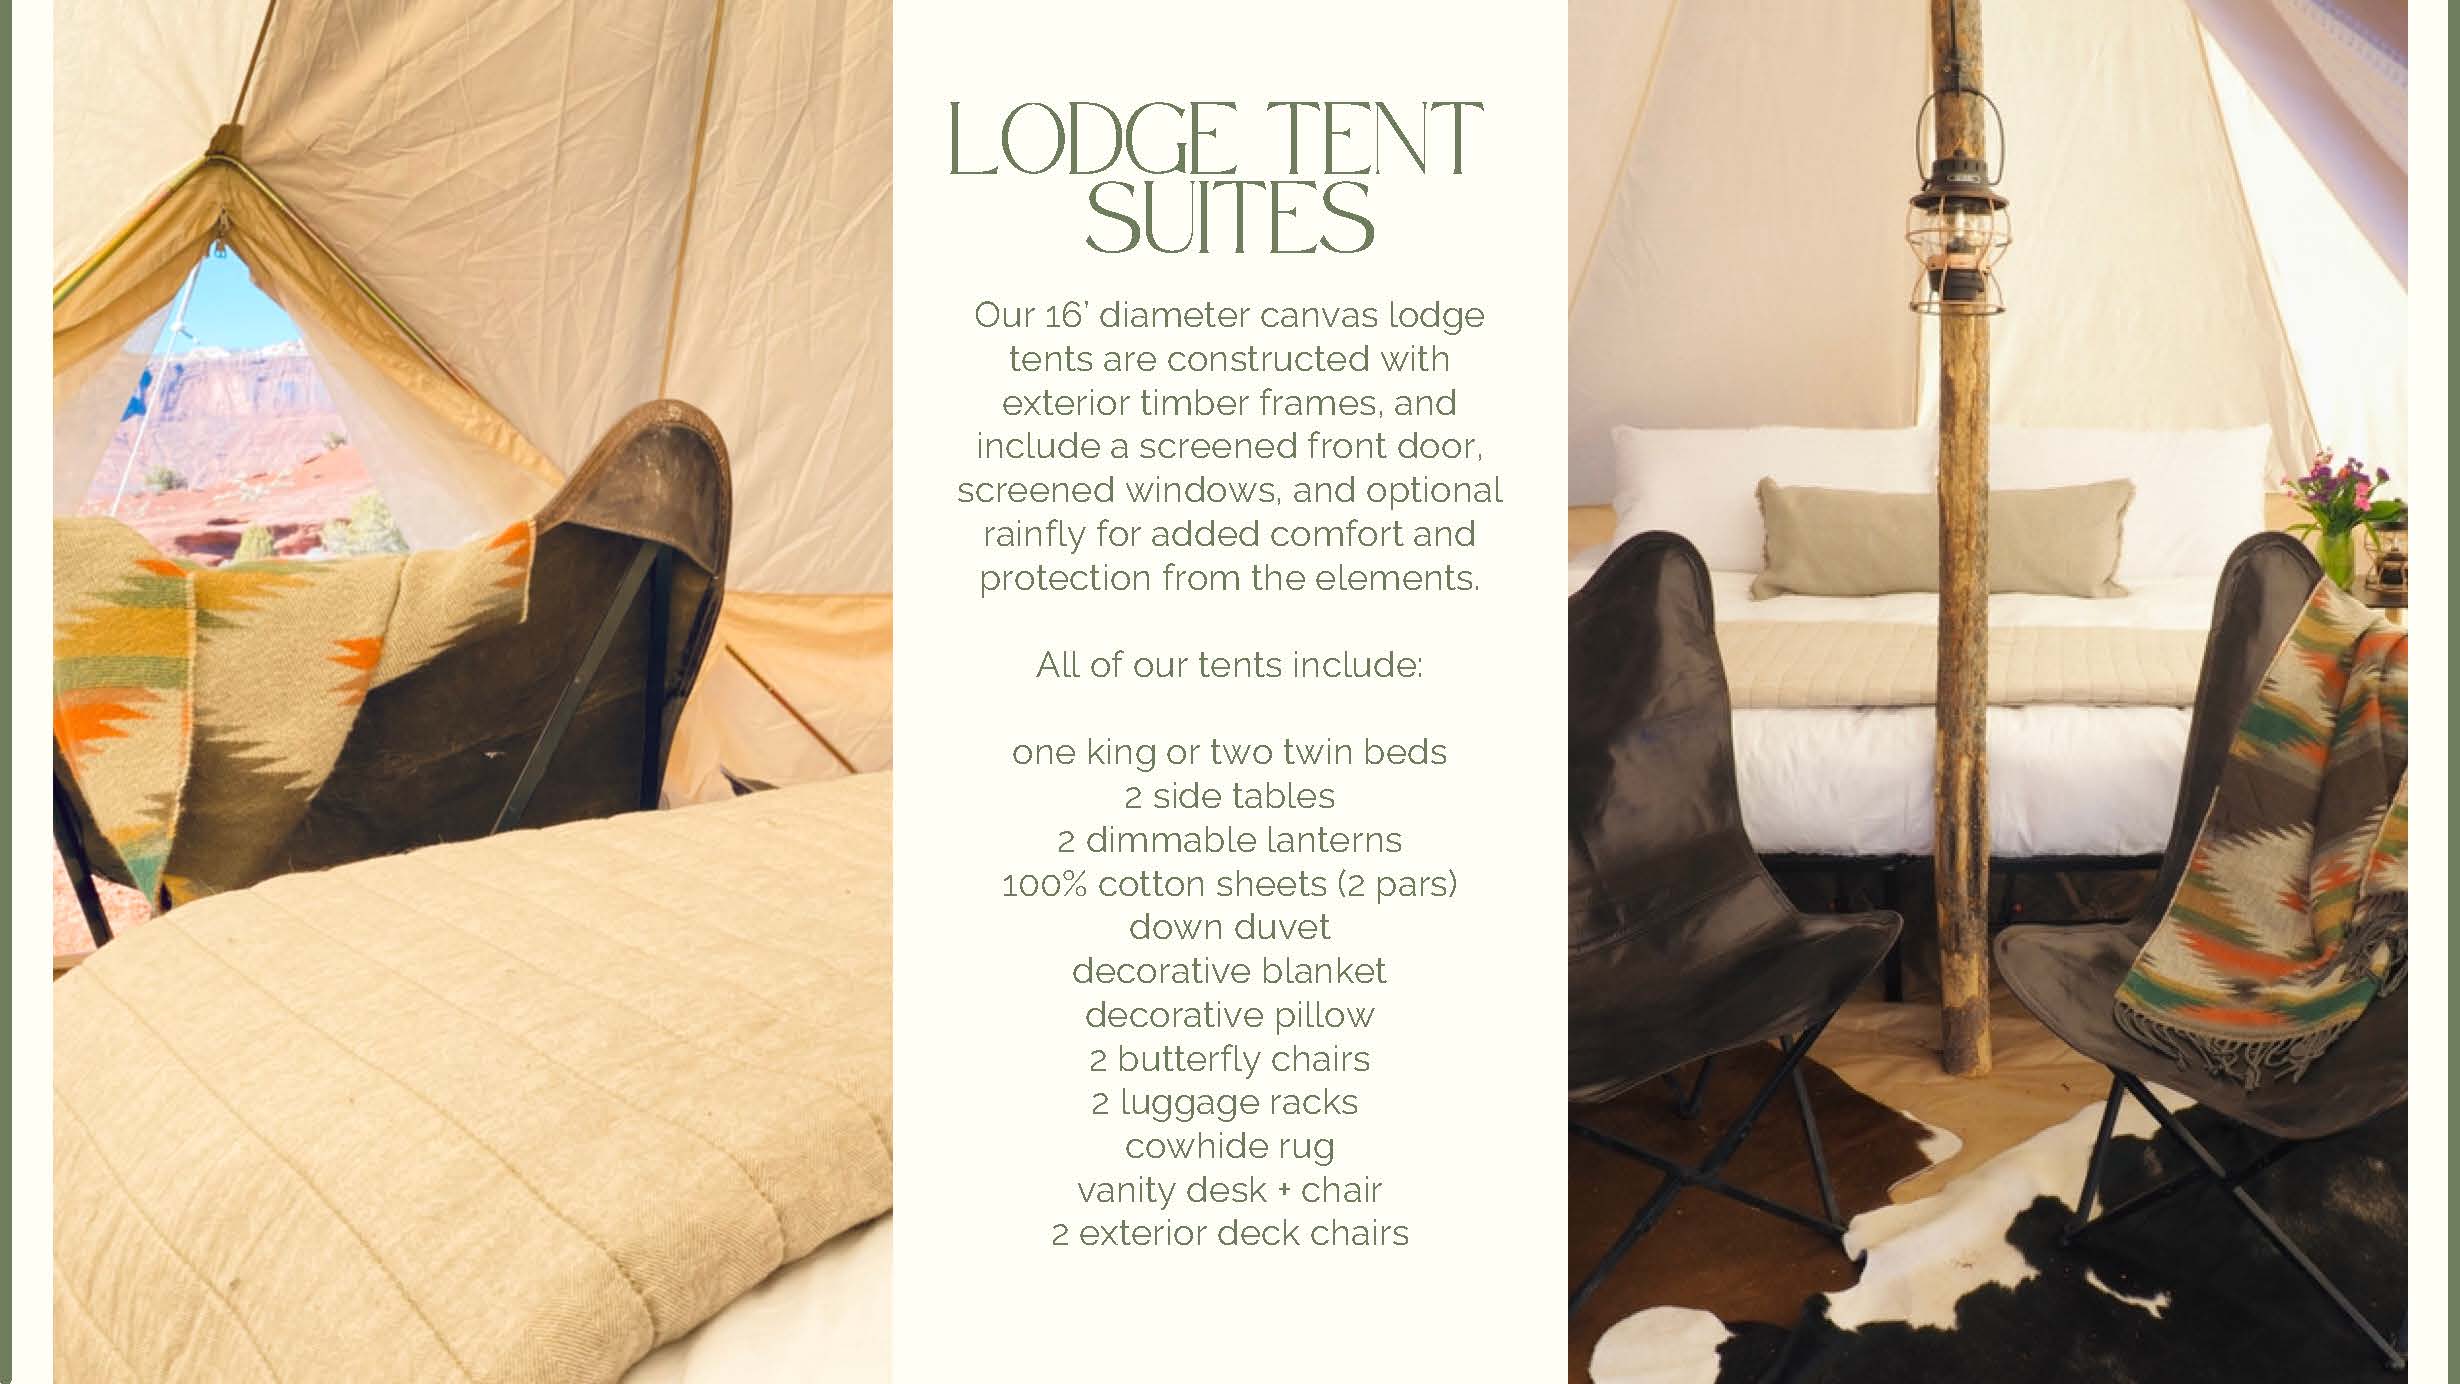 LODGE TENT
SUITES
Our 16' diameter canvas lodge
tents are constructed with
exterior timber frames, and
include a screened front door,
screened windows, and optional
rainfly for added comfort and
protection from the elements.
All of our tents include:
one king or two twin beds
2 side tables
2 dimmable lanterns
100% cotton sheets (2 pars)
down duvet
decorative blanket
decorative pillow
2 butterfly chairs
2 luggage racks
cowhide rug
vanity desk + chair
2 exterior deck chairs